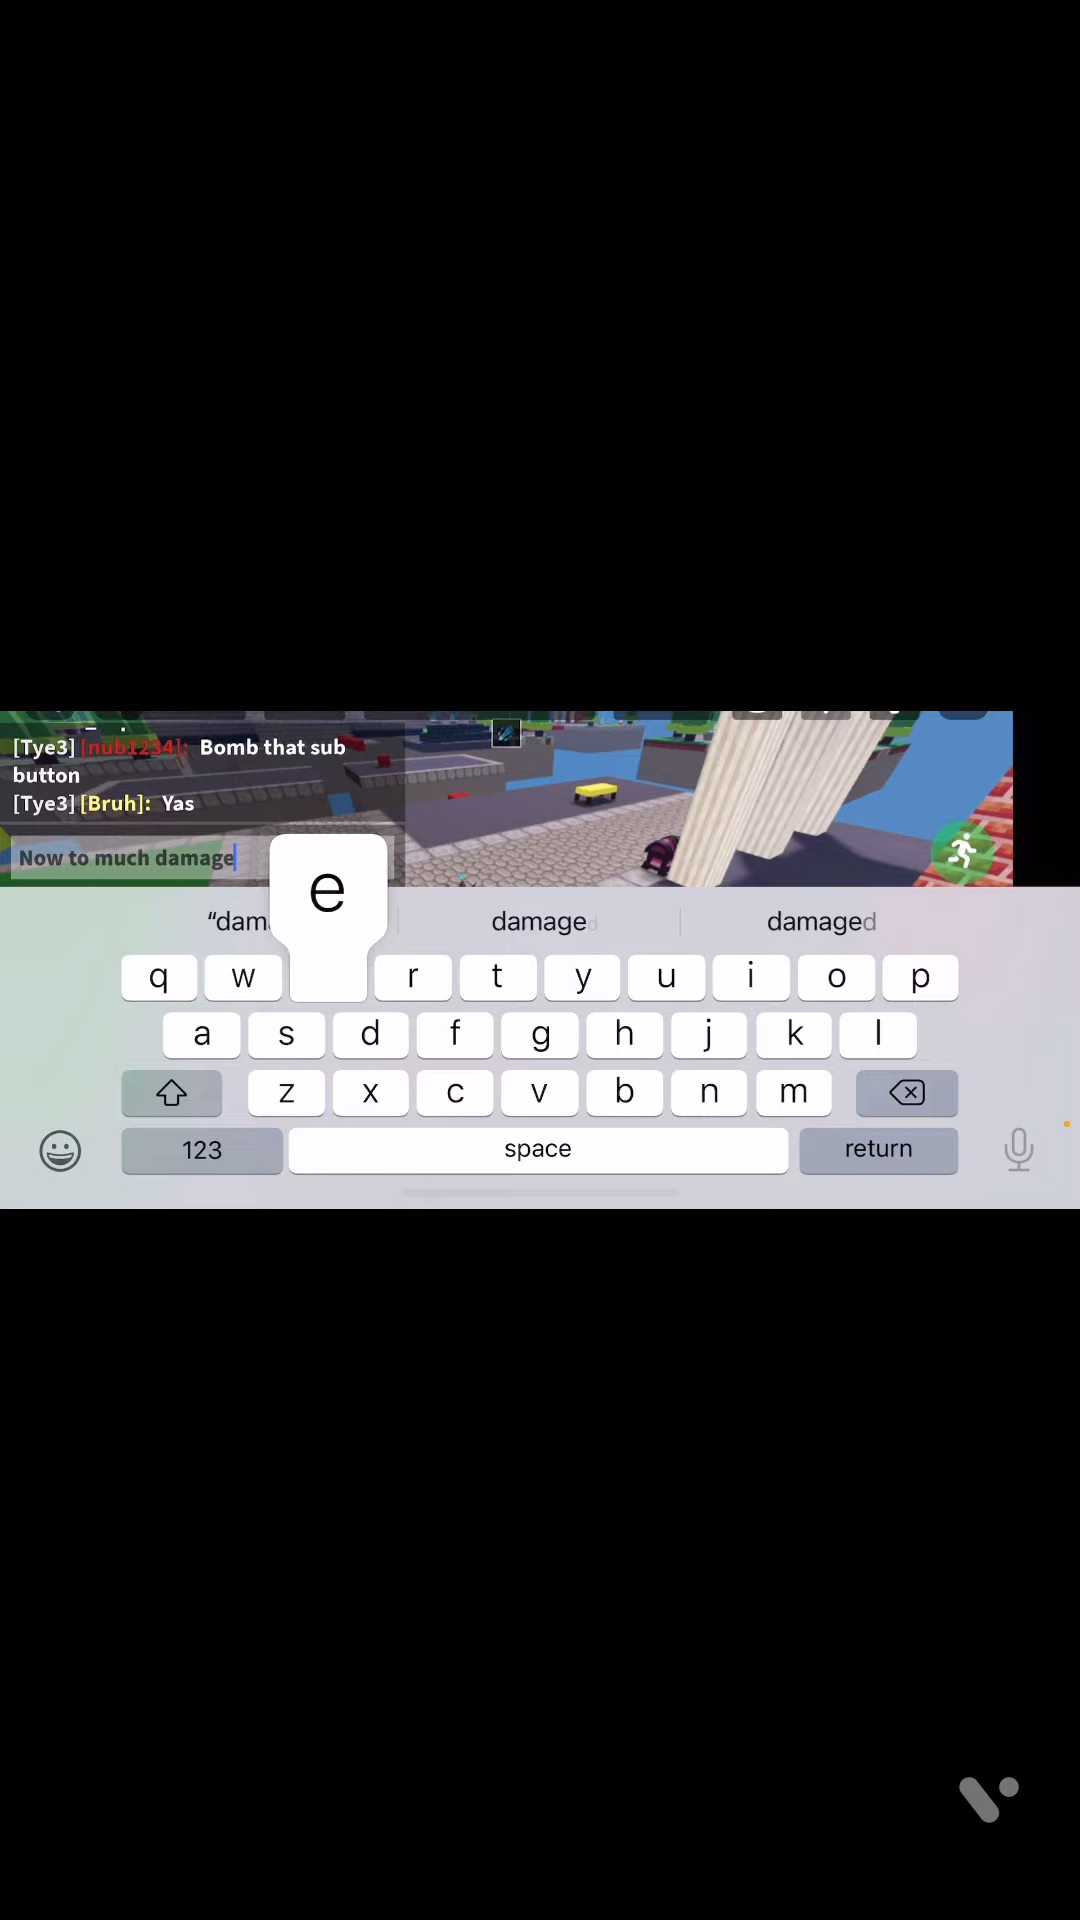 [Tye3] [nub1234]: Bomb that sub
button
[Tye3] [Bruh]: Yas
Now to much damage
e
“dam damage damaged
q w r t y u i o p
a s d f g h j k l
z x c v b n m
123 space return